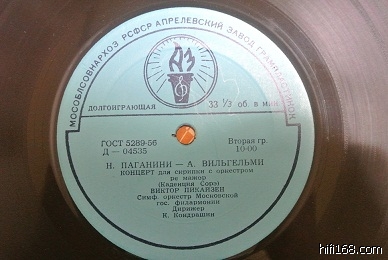 МОСОБЛСОВНАРХОЗ РСФСР АПРЕЛЕВСКИЙ ЗАВОД ГРАМПЛАСТИНОК
АЗ
ДОЛГОИГРАЮЩАЯ
33 1/3 об. в мин.
ГОСТ 5289-56
Д — 04535
Вторая гр.
10-00
Н. ПАГАНИНИ — А. ВИЛЬГЕЛЬМИ
КОНЦЕРТ для скрипки с оркестром
ре мажор
(Каденция Соре)
ВИКТОР ПИКАЙЗЕН
Симф. оркестр Московской
гос. филармонии
Дирижер
К. Кондрашин
hifi168.com